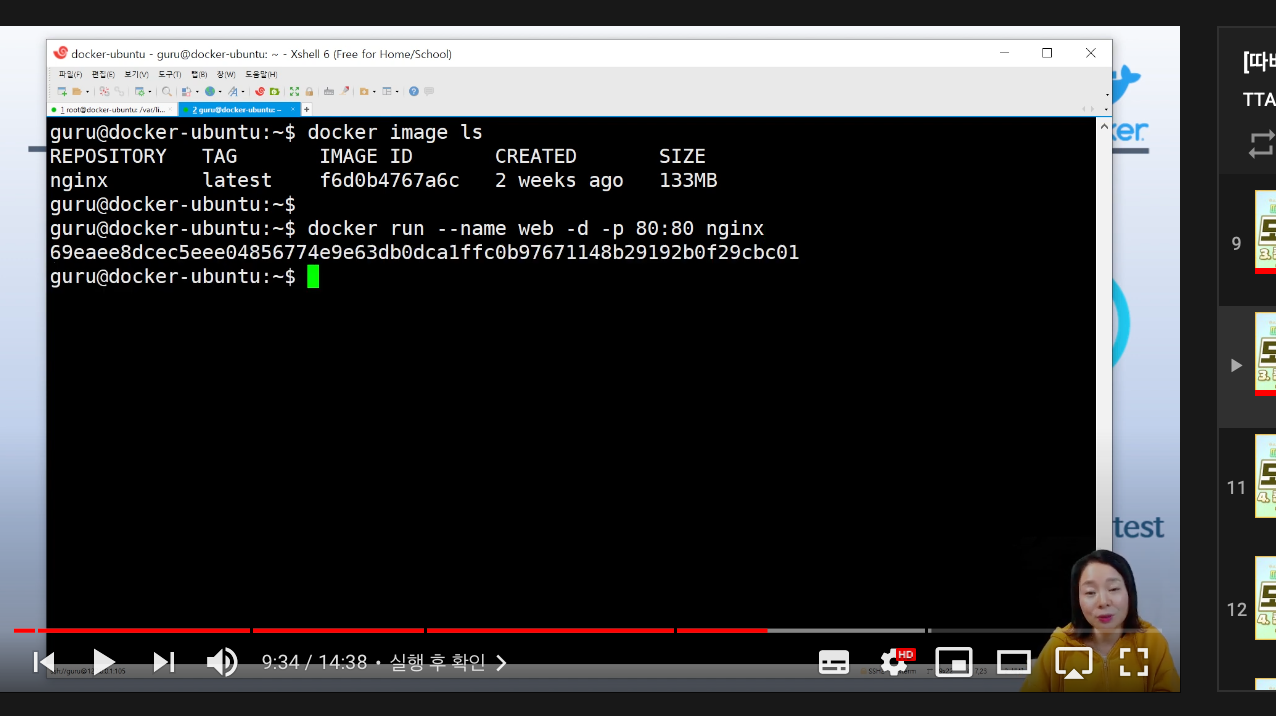 docker-ubuntu - guru@docker-ubuntu: ~ - Xshell 6 (Free for Home/School)
파일(F) 편집(E) 보기(V) 도구(T) 탭(B) 창(W) 도움말(H)
1 root@docker-ubuntu: /var/li... 2 guru@docker-ubuntu: ~
guru@docker-ubuntu:~$ docker image ls
REPOSITORY TAG IMAGE ID CREATED SIZE
nginx latest f6d0b4767a6c 2 weeks ago 133MB
guru@docker-ubuntu:~$
guru@docker-ubuntu:~$ docker run --name web -d -p 80:80 nginx
69eaee8dcec5eee04856774e9e63db0dca1ffc0b97671148b29192b0f29cbc01
guru@docker-ubuntu:~$
ker
test
9:34 / 14:38 • 실행 후 확인
HD
TTA
9
11
12